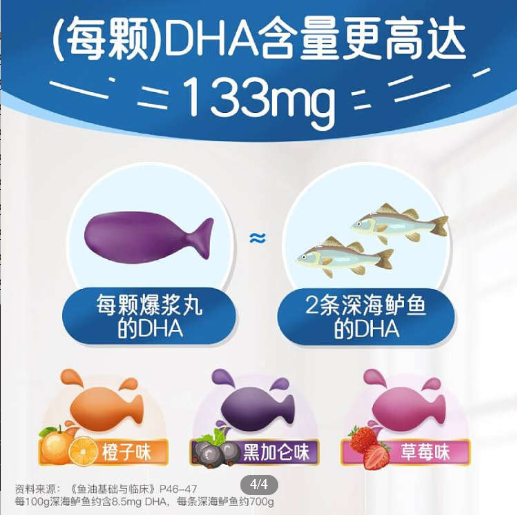 (每颗)DHA含量更高达
133mg
每颗爆浆丸
的DHA
≈
2条深海鲈鱼
的DHA
橙子味
黑加仑味
草莓味
4/4
资料来源：《鱼油基础与临床》P46-47
每100g深海鲈鱼约含8.5mg DHA，每条深海鲈鱼约700g